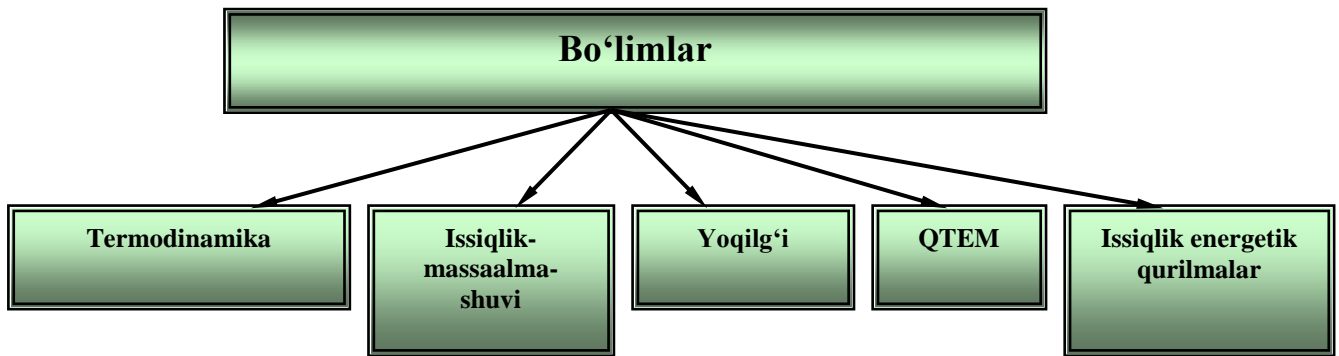 Bo‘limlar
Termodinamika
Issiqlik-
massaalma-
shuvi
Yoqilg‘i
QTEM
Issiqlik energetik
qurilmalar